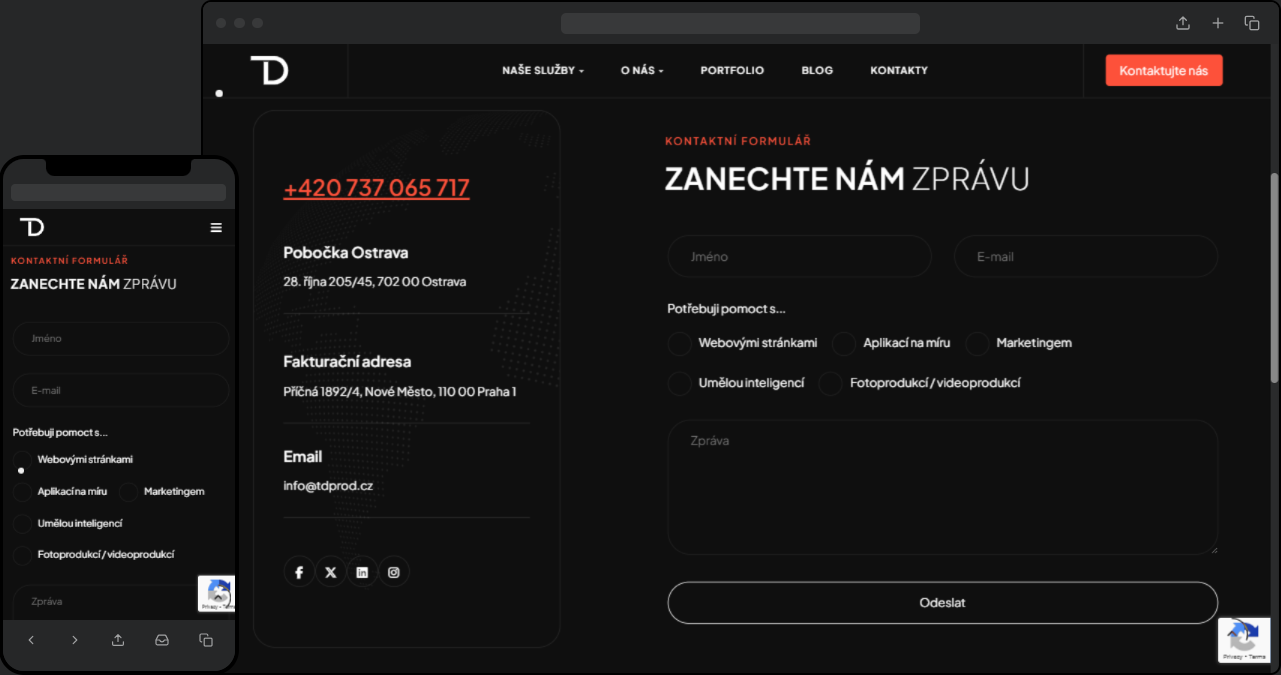 TD
NAŠE SLUŽBY
O NÁS
PORTFOLIO
BLOG
KONTAKTY
Kontaktujte nás
+420 737 065 717
Pobočka Ostrava
28. října 205/45, 702 00 Ostrava
Fakturační adresa
Příčná 1892/4, Nové Město, 110 00 Praha 1
Email
info@tdprod.cz
KONTAKTNÍ FORMULÁŘ
ZANECHTE NÁM ZPRÁVU
Jméno
E-mail
Potřebuji pomoct s...
Webovými stránkami
Aplikací na míru
Marketingem
Umělou inteligencí
Fotoprodukcí / videoprodukcí
Zpráva
Odeslat
Privacy - Terms
TD
KONTAKTNÍ FORMULÁŘ
ZANECHTE NÁM ZPRÁVU
Jméno
E-mail
Potřebuji pomoct s...
Webovými stránkami
Aplikací na míru
Marketingem
Umělou inteligencí
Fotoprodukcí / videoprodukcí
Zpráva
Privacy - Terms